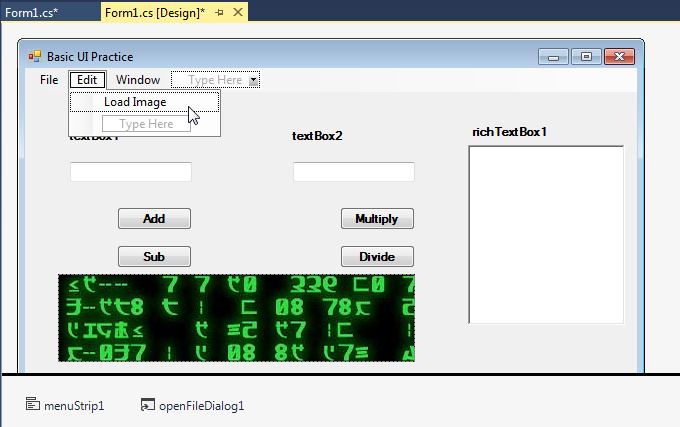 Form1.cs*
Form1.cs [Design]*
Basic UI Practice
File Edit Window Type Here
Load Image
Type Here
textBox1
textBox2
richTextBox1
Add
Multiply
Sub
Divide
menuStrip1
openFileDialog1